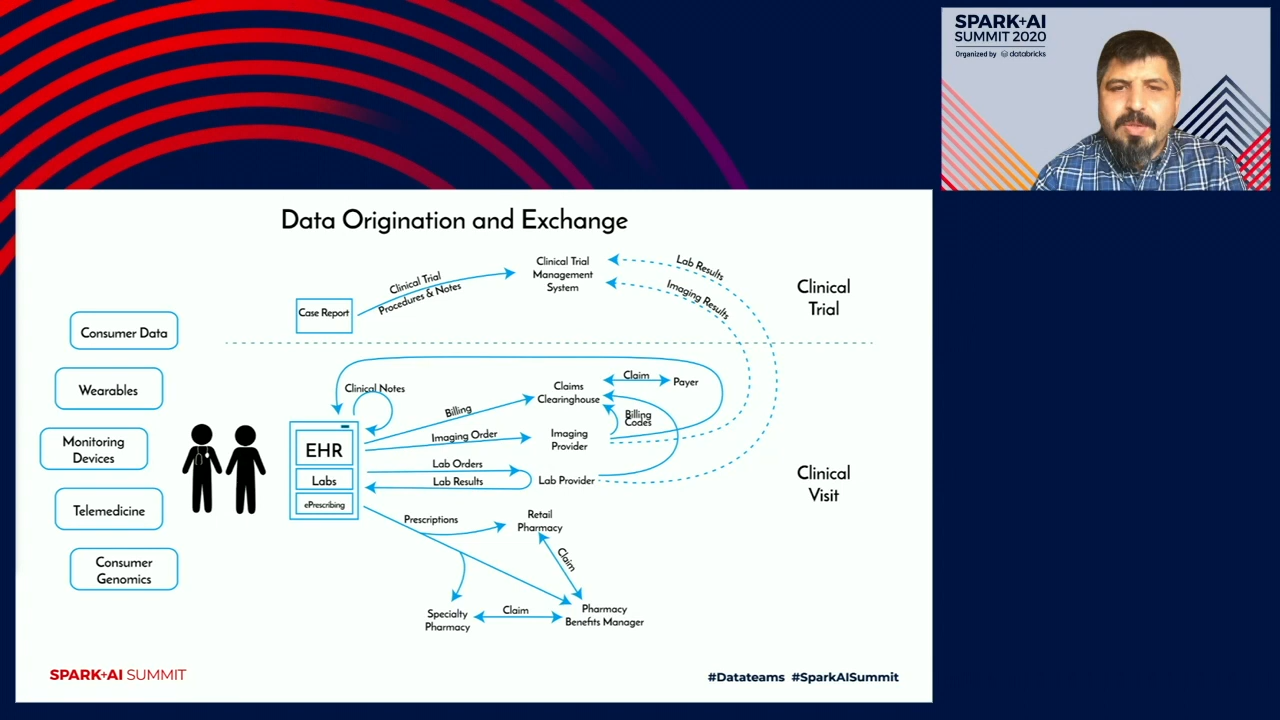 SPARK+AI
SUMMIT 2020
Organized by databricks
Data Origination and Exchange
Clinical Trial
Procedures & Notes
Clinical Trial
Management
System
Lab Results
Imaging Results
Clinical
Trial
Case Report
Consumer Data
Wearables
Monitoring
Devices
Telemedicine
Consumer
Genomics
Clinical Notes
EHR
Labs
ePrescribing
Billing
Imaging Order
Lab Orders
Lab Results
Claims
Clearinghouse
Claim
Payer
Billing
Codes
Imaging
Provider
Lab Provider
Clinical
Visit
Prescriptions
Retail
Pharmacy
Claim
Specialty
Pharmacy
Claim
Pharmacy
Benefits Manager
SPARK+AI SUMMIT
#Datateams #SparkAISummit